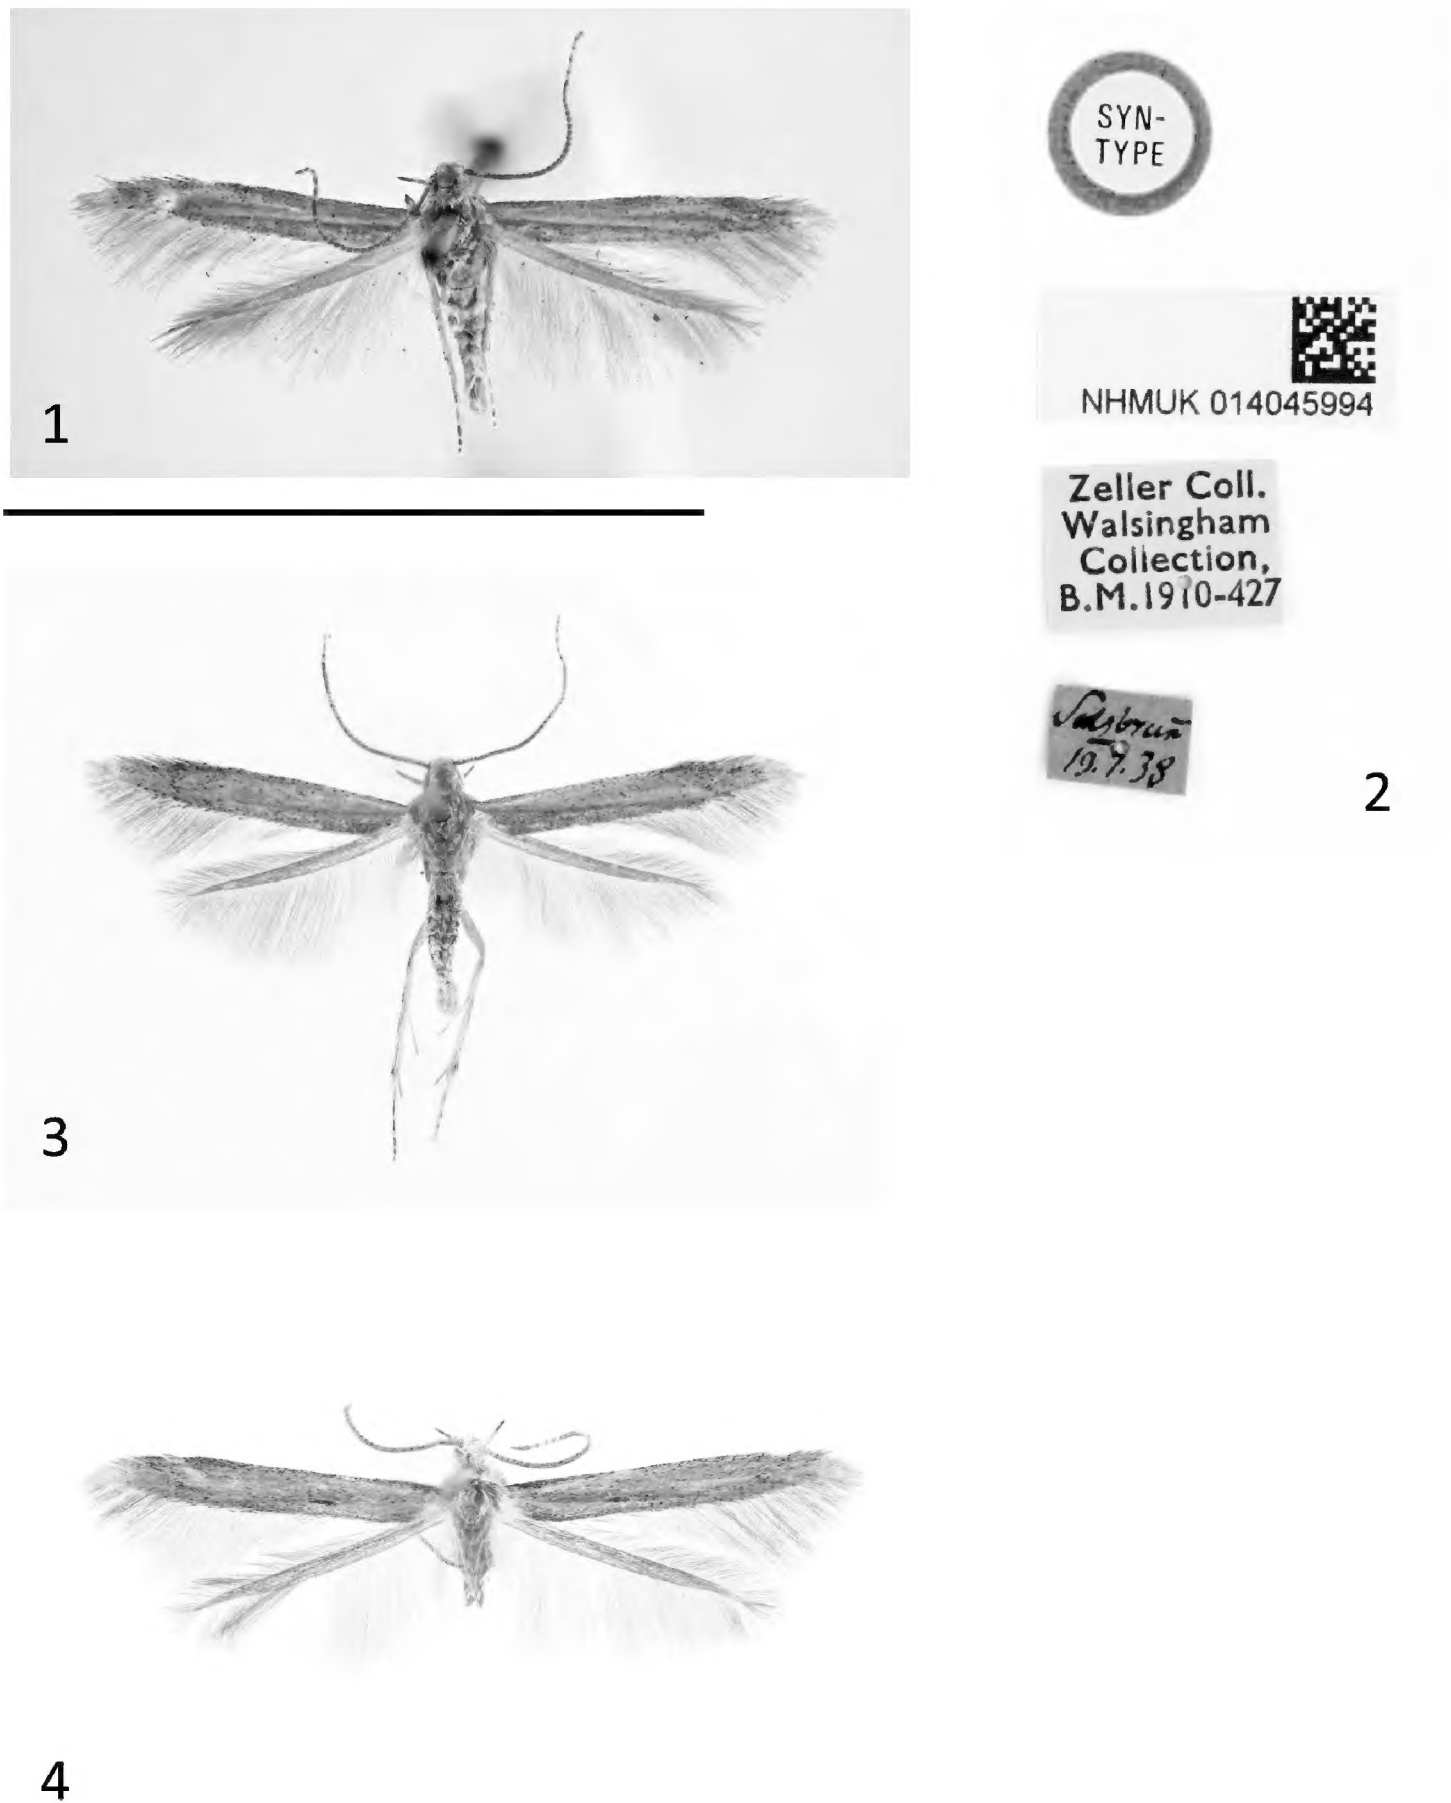 1
SYN-
TYPE
NHMUK 014045994
Zeller Coll.
Walsingham
Collection,
B.M.1910-427
19.7.38
2
3
4